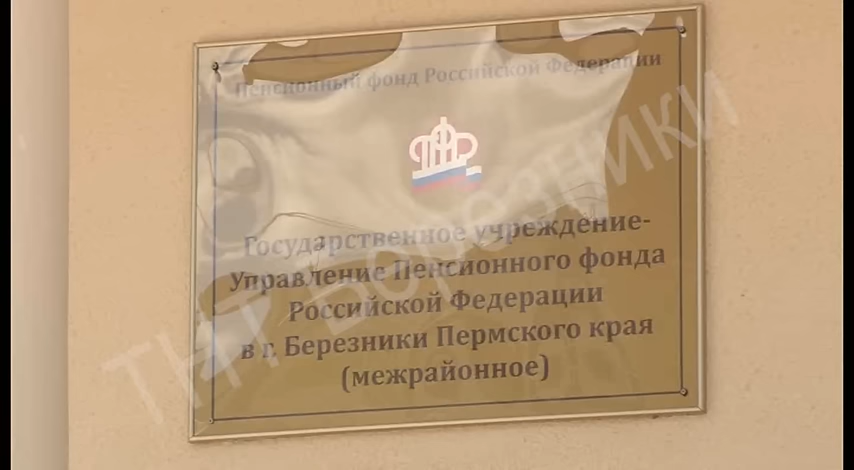 Пенсионный фонд Российской Федерации
ПФР
Государственное учреждение-
Управление Пенсионного фонда
Российской Федерации
в г. Березники Пермского края
(межрайонное)
ТНТ Березники